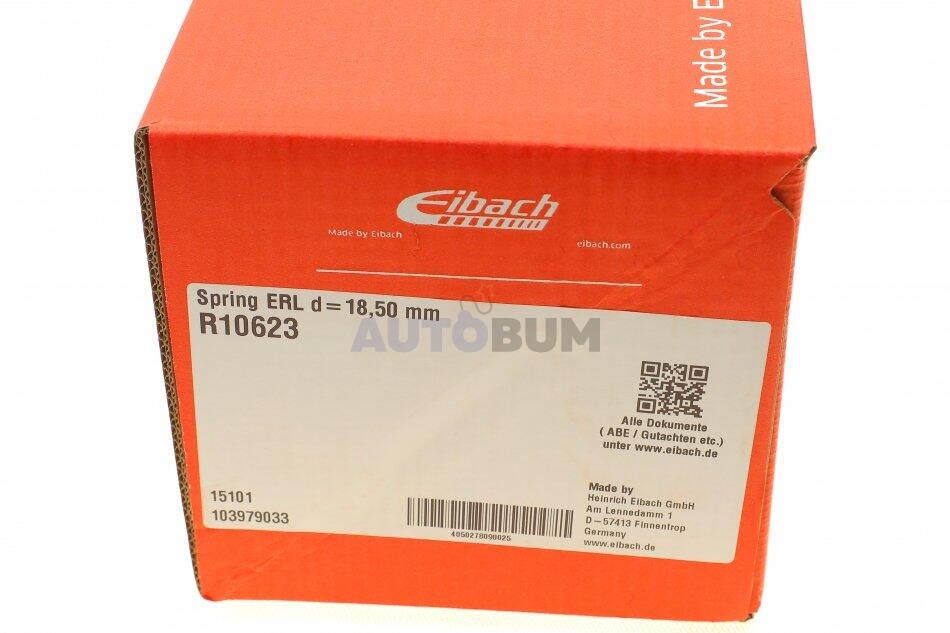 Made by E
Eibach
Made by Eibach
eibach.com
Spring ERL d=18,50 mm
R10623
AUTOBUM
Alle Dokumente
( ABE / Gutachten etc.)
unter www.eibach.de
15101
103979033
4050278090025
Made by
Heinrich Eibach GmbH
Am Lennedamm 1
D-57413 Finnentrop
Germany
www.eibach.de